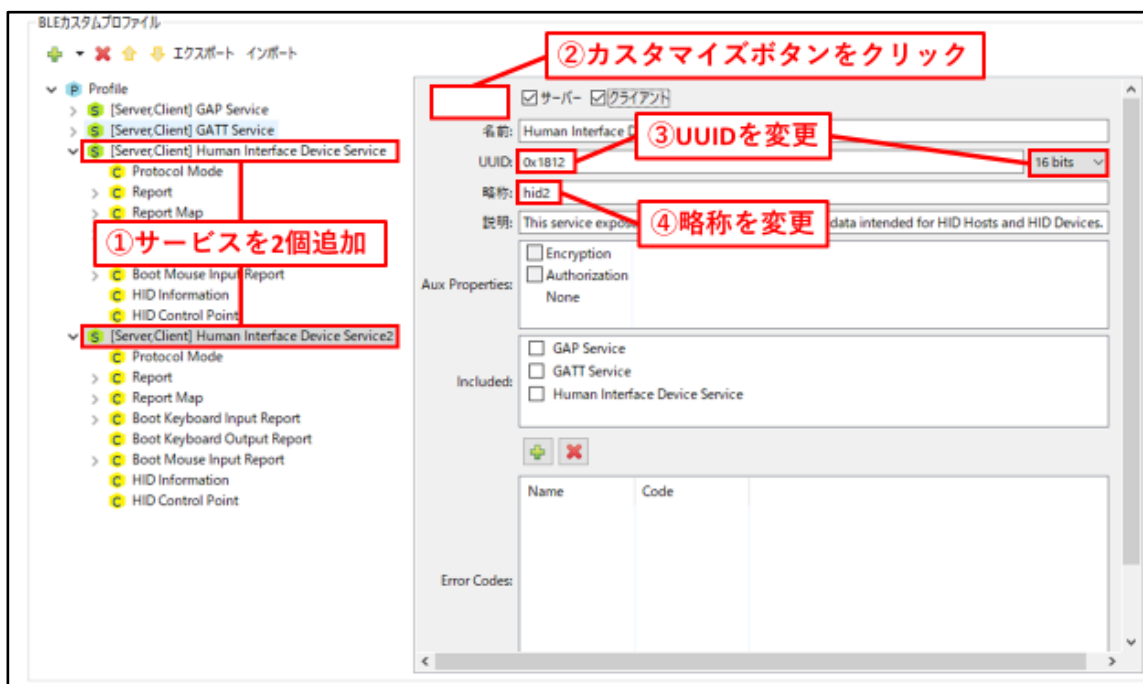 BLEカスタムプロファイル
エクスポート インポート
②カスタマイズボタンをクリック
Profile
[Server,Client] GAP Service
[Server,Client] GATT Service
[Server,Client] Human Interface Device Service
Protocol Mode
Report
Report Map
①サービスを2個追加
Boot Mouse Input Report
HID Information
HID Control Point
[Server,Client] Human Interface Device Service2
Protocol Mode
Report
Report Map
Boot Keyboard Input Report
Boot Keyboard Output Report
Boot Mouse Input Report
HID Information
HID Control Point
サーバー クライアント
名前: Human Interface
③UUIDを変更
UUID: 0x1812 16 bits
略称: hid2
④略称を変更
説明: This service data intended for HID Hosts and HID Devices.
Aux Properties:
Encryption
Authorization
None
Included:
GAP Service
GATT Service
Human Interface Device Service
Name Code
Error Codes: